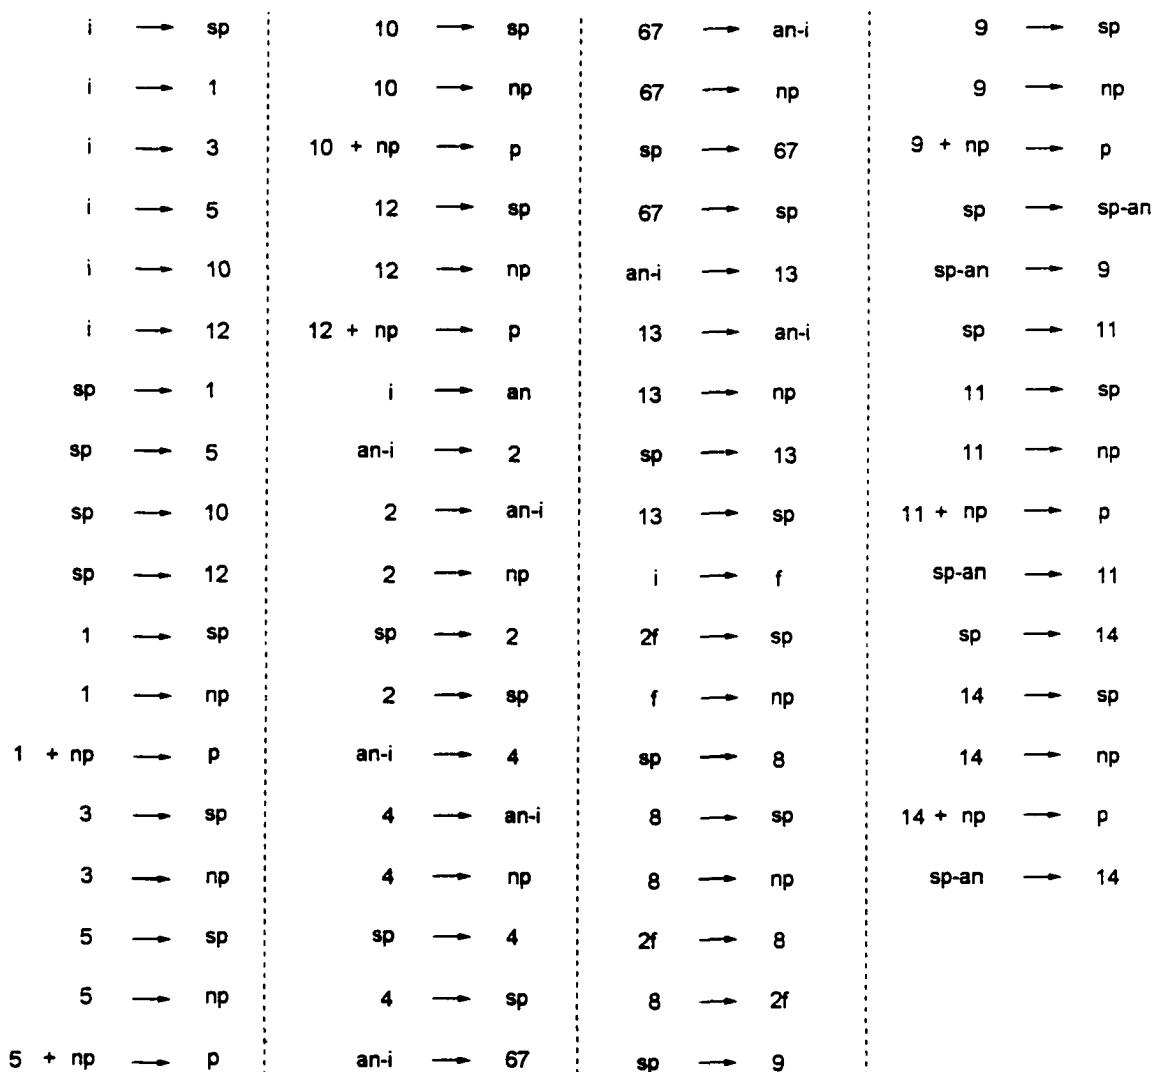 i → sp
i → 1
i → 3
i → 5
i → 10
i → 12
sp → 1
sp → 5
sp → 10
sp → 12
1 → sp
1 → np
1 + np → p
3 → sp
3 → np
5 → sp
5 → np
5 + np → p
10 → sp
10 → np
10 + np → p
12 → sp
12 → np
12 + np → p
i → an
an-i → 2
2 → an-i
2 → np
sp → 2
2 → sp
an-i → 4
4 → an-i
4 → np
sp → 4
4 → sp
an-i → 67
67 → an-i
67 → np
sp → 67
67 → sp
an-i → 13
13 → an-i
13 → np
sp → 13
13 → sp
i → f
2f → sp
f → np
sp → 8
8 → sp
8 → np
2f → 8
8 → 2f
sp → 9
9 → sp
9 → np
9 + np → p
sp → sp-an
sp-an → 9
sp → 11
11 → sp
11 → np
11 + np → p
sp-an → 11
sp → 14
14 → sp
14 → np
14 + np → p
sp-an → 14